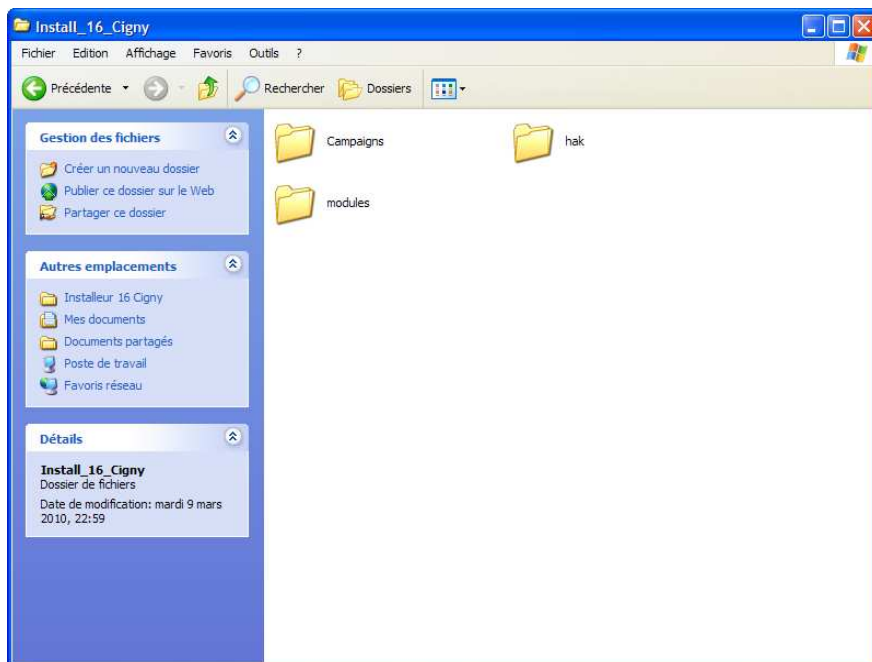 Install_16_Cigny
Fichier Edition Affichage Favoris Outils ?
Précédente Rechercher Dossiers
Gestion des fichiers
Créer un nouveau dossier
Publier ce dossier sur le Web
Partager ce dossier
Autres emplacements
Installeur 16 Cigny
Mes documents
Documents partagés
Poste de travail
Favoris réseau
Détails
Install_16_Cigny
Dossier de fichiers
Date de modification: mardi 9 mars
2010, 22:59
Campaigns hak
modules